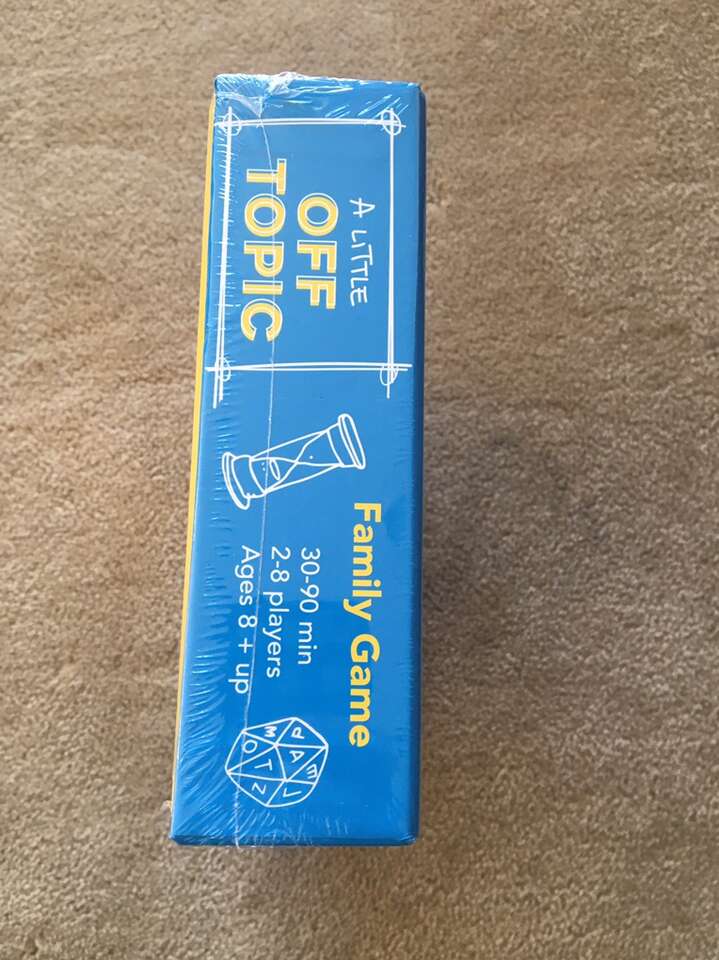 A LITTLE
OFF
TOPIC
Family Game
30-90 min
2-8 players
Ages 8 + up
P
M
A
E
O
T
J
Z